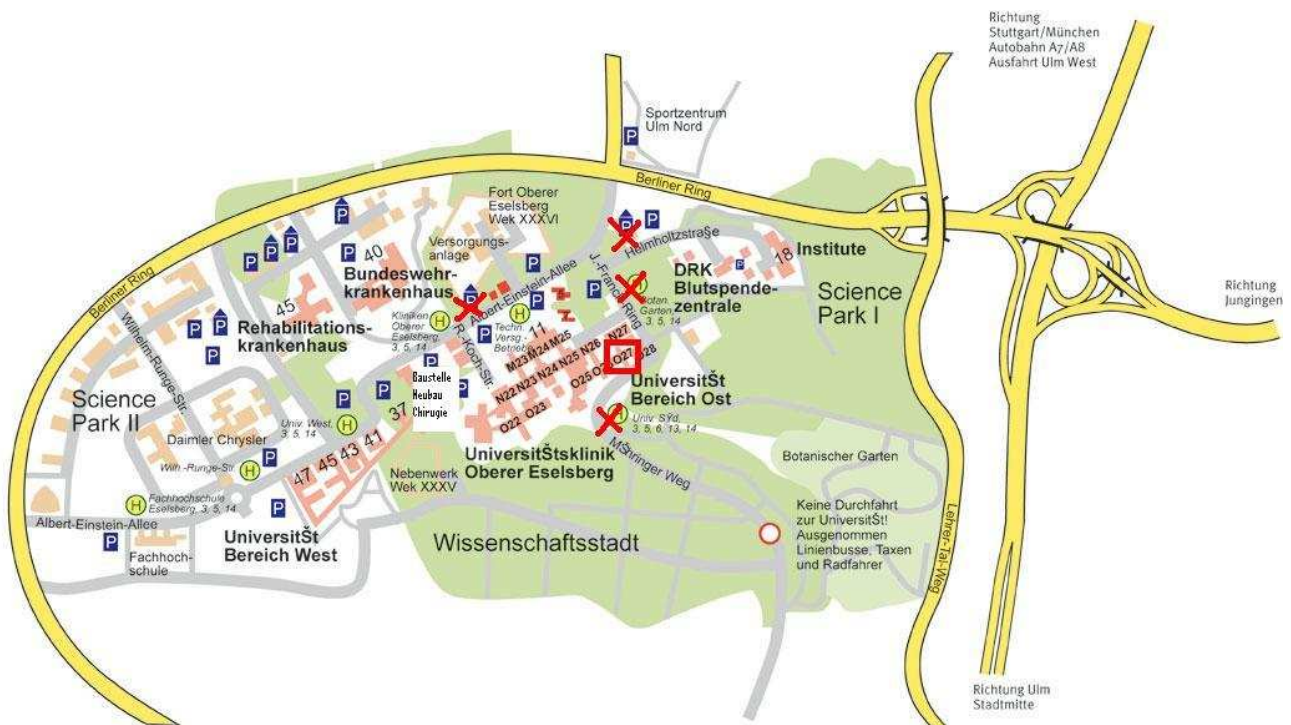 Richtung
Stuttgart/München
Autobahn A7/A8
Ausfahrt Ulm West
Sportzentrum
Ulm Nord
P
Berliner Ring
Fort Oberer
Eselsberg
Wek XXXVI
Versorgungs-
anlage
Helmholtzstraße
Institute
18
DRK
Blutspende-
zentrale
Science
Park I
Richtung
Jungingen
40
Bundeswehr-
krankenhaus
Albert-Einstein-Allee
Botan.
Garten
3, 5, 14
45
Rehabilitations-
krankenhaus
Kliniken
Oberer
Eselsberg
3, 5, 14
H
Techn.
Versg.-
Betriebe
11
R.-Koch-Str.
M23 M24 M25
N22 N23 N24 N25 N26 N27
O22 O23
O25
O27
O28
Berliner Ring
Wilhelm-Runge-Str.
Science
Park II
Daimler Chrysler
Wilh.-Runge-Str.
Univ. West.
3, 5, 14
Baustelle
Neubau
Chirugie
37
41
43
45
47
UniversitŠt
Bereich Ost
Univ. SŸd.
3, 5, 6, 13, 14
UniversitŠtsklinik
Oberer Eselsberg
MŠhringer Weg
Nebenwerk
Wek XXXV
Botanischer Garten
Fachhochschule
Eselsberg, 3, 5, 14
Albert-Einstein-Allee
Fachhoch-
schule
UniversitŠt
Bereich West
Wissenschaftsstadt
Keine Durchfahrt
zur UniversitŠt!
Ausgenommen
Linienbusse, Taxen
und Radfahrer
Lehrer-Tal-Weg
Richtung Ulm
Stadtmitte